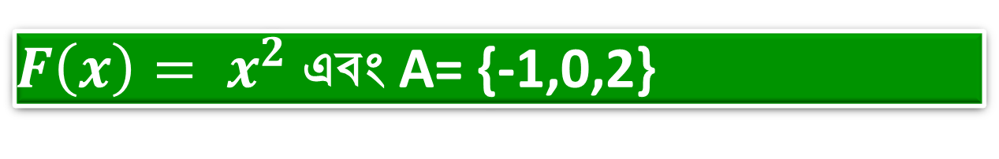 F(x) = x² এবং A= {-1,0,2}